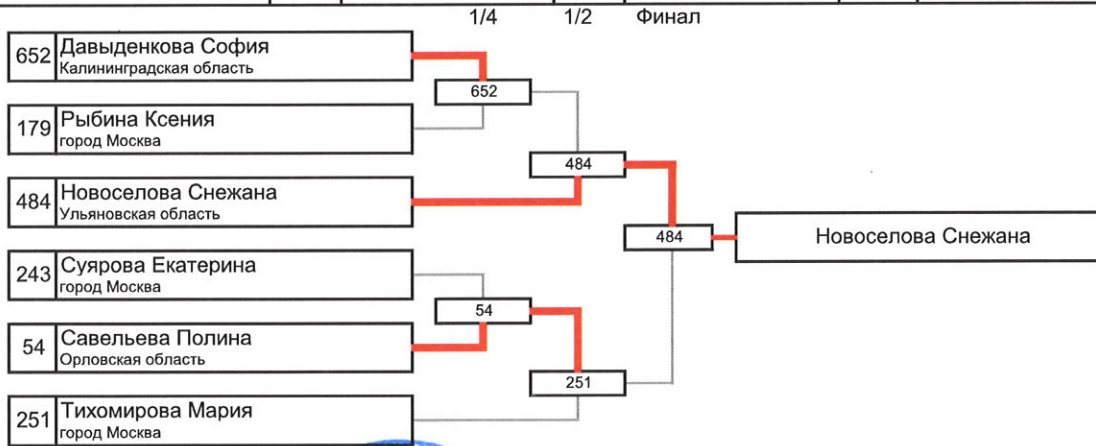 1/4 1/2 Финал
652 Давыденкова София
Калининградская область
652
179 Рыбина Ксения
город Москва
484
484 Новоселова Снежана
Ульяновская область
484 Новоселова Снежана
243 Суярова Екатерина
город Москва
54
54 Савельева Полина
Орловская область
251
251 Тихомирова Мария
город Москва